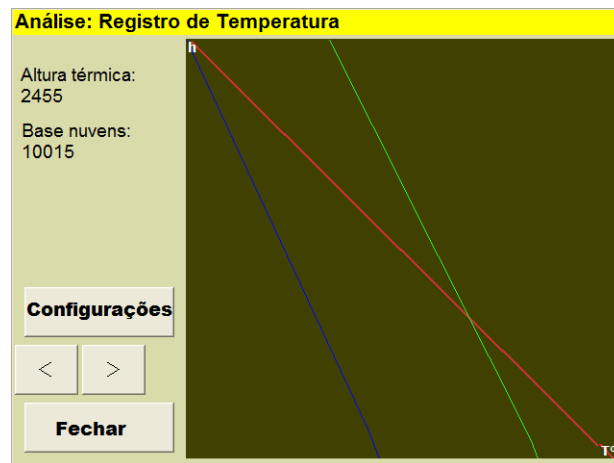 Análise: Registro de Temperatura
h
Altura térmica:
2455
Base nuvens:
10015
Configurações
< >
Fechar